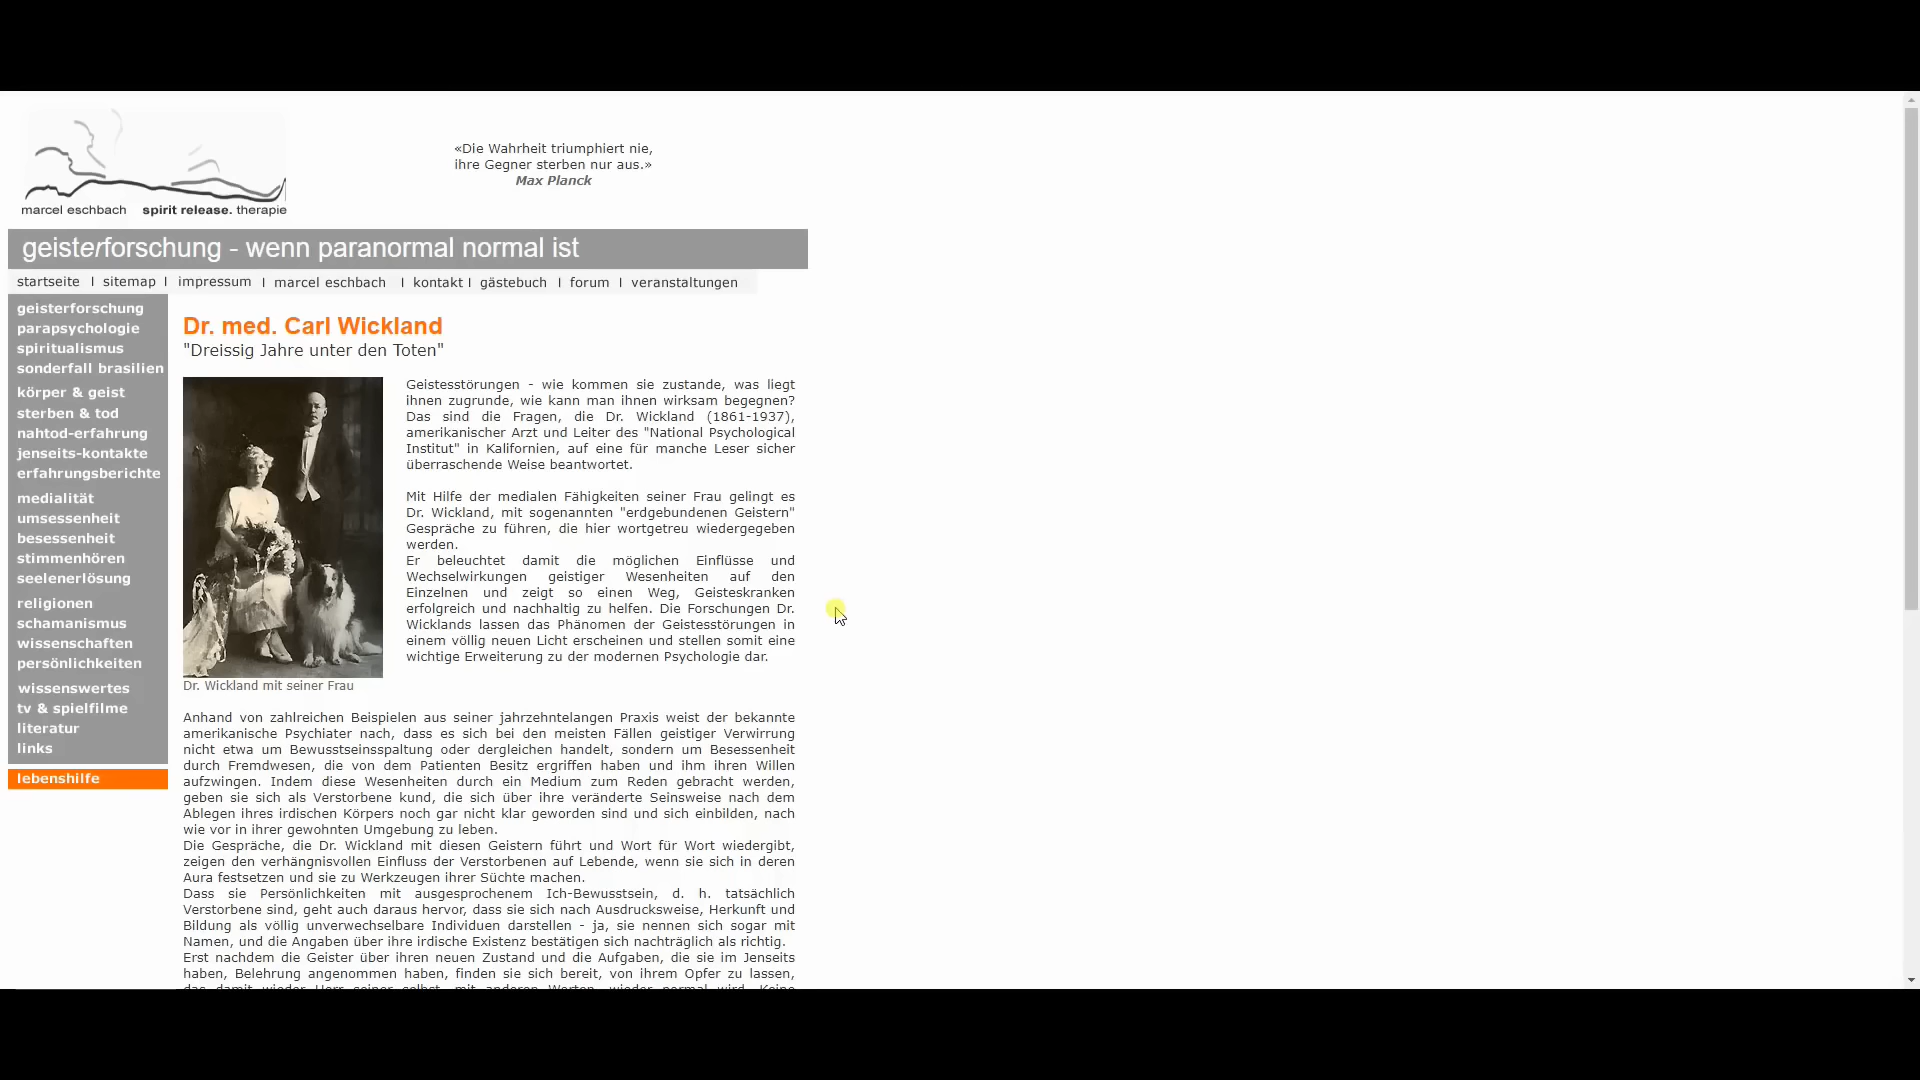 «Die Wahrheit triumphiert nie,
ihre Gegner sterben nur aus.»
Max Planck
marcel eschbach spirit release. therapie
geisterforschung - wenn paranormal normal ist
startseite | sitemap | impressum | marcel eschbach | kontakt | gästebuch | forum | veranstaltungen
geisterforschung
parapsychologie
spiritualismus
sonderfall brasilien
körper & geist
sterben & tod
nahtod-erfahrung
jenseits-kontakte
erfahrungsberichte
medialität
umsessenheit
besessenheit
stimmenhören
seelenerlösung
religionen
schamanismus
wissenschaften
persönlichkeiten
wissenswertes
tv & spielfilme
literatur
links
lebenshilfe
Dr. med. Carl Wickland
"Dreissig Jahre unter den Toten"
Geistesstörungen - wie kommen sie zustande, was liegt
ihnen zugrunde, wie kann man ihnen wirksam begegnen?
Das sind die Fragen, die Dr. Wickland (1861-1937),
amerikanischer Arzt und Leiter des "National Psychological
Institut" in Kalifornien, auf eine für manche Leser sicher
überraschende Weise beantwortet.
Mit Hilfe der medialen Fähigkeiten seiner Frau gelingt es
Dr. Wickland, mit sogenannten "erdgebundenen Geistern"
Gespräche zu führen, die hier wortgetreu wiedergegeben
werden.
Er beleuchtet damit die möglichen Einflüsse und
Wechselwirkungen geistiger Wesenheiten auf den
Einzelnen und zeigt so einen Weg, Geisteskranken
erfolgreich und nachhaltig zu helfen. Die Forschungen Dr.
Wicklands lassen das Phänomen der Geistesstörungen in
einem völlig neuen Licht erscheinen und stellen somit eine
wichtige Erweiterung zu der modernen Psychologie dar.
Dr. Wickland mit seiner Frau
Anhand von zahlreichen Beispielen aus seiner jahrzehntelangen Praxis weist der bekannte
amerikanische Psychiater nach, dass es sich bei den meisten Fällen geistiger Verwirrung
nicht etwa um Bewusstseinsspaltung oder dergleichen handelt, sondern um Besessenheit
durch Fremdwesen, die von dem Patienten Besitz ergriffen haben und ihm ihren Willen
aufzwingen. Indem diese Wesenheiten durch ein Medium zum Reden gebracht werden,
geben sie sich als Verstorbene kund, die sich über ihre veränderte Seinsweise nach dem
Ablegen ihres irdischen Körpers noch gar nicht klar geworden sind und sich einbilden, nach
wie vor in ihrer gewohnten Umgebung zu leben.
Die Gespräche, die Dr. Wickland mit diesen Geistern führt und Wort für Wort wiedergibt,
zeigen den verhängnisvollen Einfluss der Verstorbenen auf Lebende, wenn sie sich in deren
Aura festsetzen und sie zu Werkzeugen ihrer Süchte machen.
Dass sie Persönlichkeiten mit ausgesprochenem Ich-Bewusstsein, d. h. tatsächlich
Verstorbene sind, geht auch daraus hervor, dass sie sich nach Ausdrucksweise, Herkunft und
Bildung als völlig unverwechselbare Individuen darstellen - ja, sie nennen sich sogar mit
Namen, und die Angaben über ihre irdische Existenz bestätigen sich nachträglich als richtig.
Erst nachdem die Geister über ihren neuen Zustand und die Aufgaben, die sie im Jenseits
haben, Belehrung angenommen haben, finden sie sich bereit, von ihrem Opfer zu lassen,
das damit wieder Herr seiner selbst, mit anderen Worten, wieder normal wird. Keine